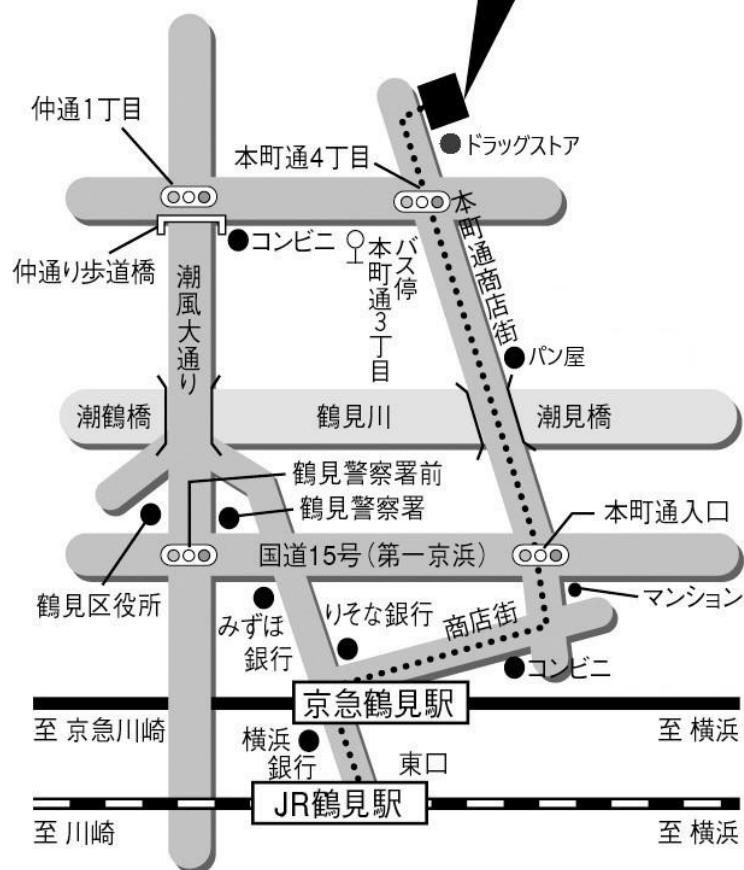 仲通1丁目
本町通4丁目
ドラッグストア
本町通商店街
仲通り歩道橋
コンビニ
バス停
本町通3丁目
潮風大通り
パン屋
潮鶴橋
鶴見川
潮見橋
鶴見警察署前
鶴見警察署
本町通入口
国道15号(第一京浜)
鶴見区役所
みずほ
銀行
りそな銀行
商店街
マンション
コンビニ
京急鶴見駅
至 京急川崎
至 横浜
横浜
銀行
東口
JR鶴見駅
至 川崎
至 横浜